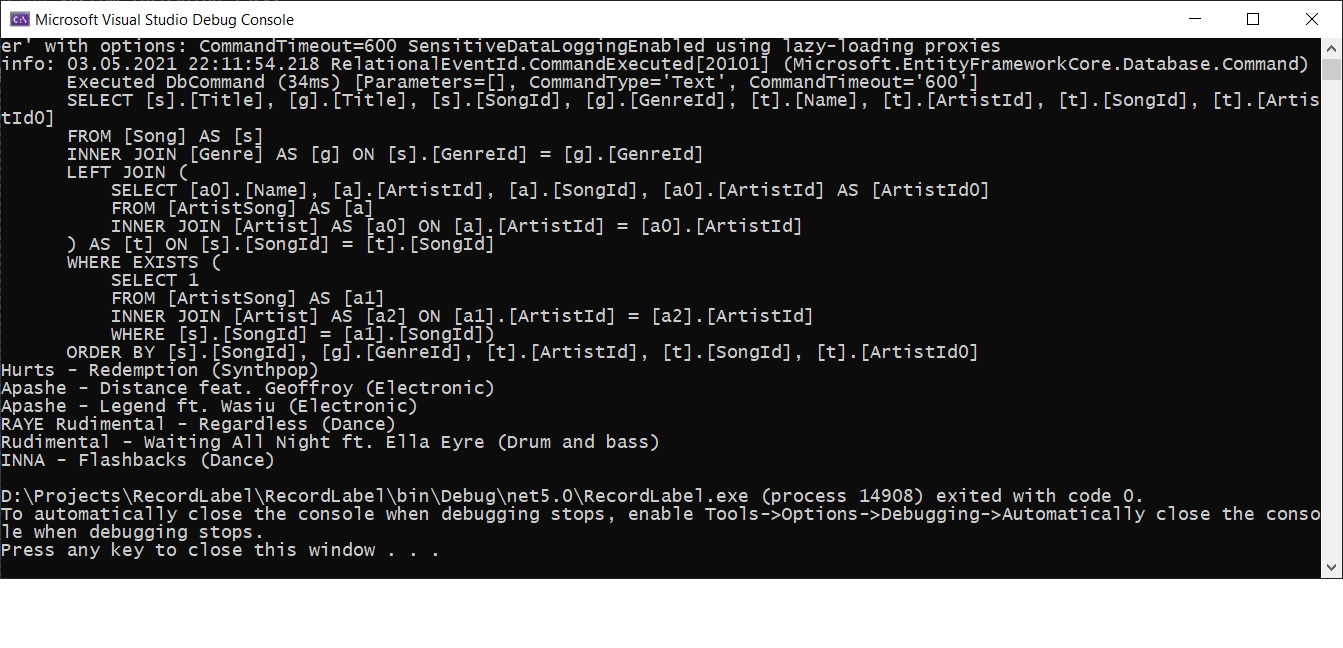 Microsoft Visual Studio Debug Console
er' with options: CommandTimeout=600 SensitiveDataLoggingEnabled using lazy-loading proxies
info: 03.05.2021 22:11:54.218 RelationalEventId.CommandExecuted[20101] (Microsoft.EntityFrameworkCore.Database.Command)
      Executed DbCommand (34ms) [Parameters=[], CommandType='Text', CommandTimeout='600']
      SELECT [s].[Title], [g].[Title], [s].[SongId], [g].[GenreId], [t].[Name], [t].[ArtistId], [t].[SongId], [t].[Artis
tId0]
      FROM [Song] AS [s]
      INNER JOIN [Genre] AS [g] ON [s].[GenreId] = [g].[GenreId]
      LEFT JOIN (
          SELECT [a0].[Name], [a].[ArtistId], [a].[SongId], [a0].[ArtistId] AS [ArtistId0]
          FROM [ArtistSong] AS [a]
          INNER JOIN [Artist] AS [a0] ON [a].[ArtistId] = [a0].[ArtistId]
      ) AS [t] ON [s].[SongId] = [t].[SongId]
      WHERE EXISTS (
          SELECT 1
          FROM [ArtistSong] AS [a1]
          INNER JOIN [Artist] AS [a2] ON [a1].[ArtistId] = [a2].[ArtistId]
          WHERE [s].[SongId] = [a1].[SongId])
      ORDER BY [s].[SongId], [g].[GenreId], [t].[ArtistId], [t].[SongId], [t].[ArtistId0]
Hurts - Redemption (Synthpop)
Apashe - Distance feat. Geoffroy (Electronic)
Apashe - Legend ft. Wasiu (Electronic)
RAYE Rudimental - Regardless (Dance)
Rudimental - Waiting All Night ft. Ella Eyre (Drum and bass)
INNA - Flashbacks (Dance)
D:\Projects\RecordLabel\RecordLabel\bin\Debug\net5.0\RecordLabel.exe (process 14908) exited with code 0.
To automatically close the console when debugging stops, enable Tools->Options->Debugging->Automatically close the conso
le when debugging stops.
Press any key to close this window . . .